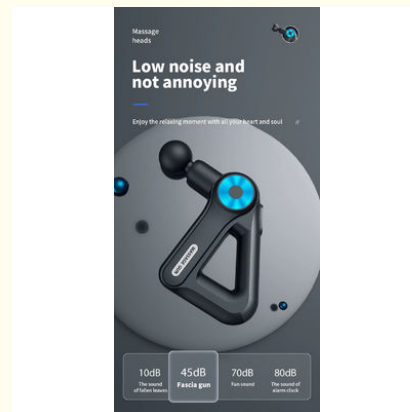 Massage
heads
Low noise and
not annoying
Enjoy the relaxing moment with all your heart and soul //
10dB
The sound
of fallen leaves
45dB
Fascia gun
70dB
Fan sound
80dB
The sound of
alarm clock